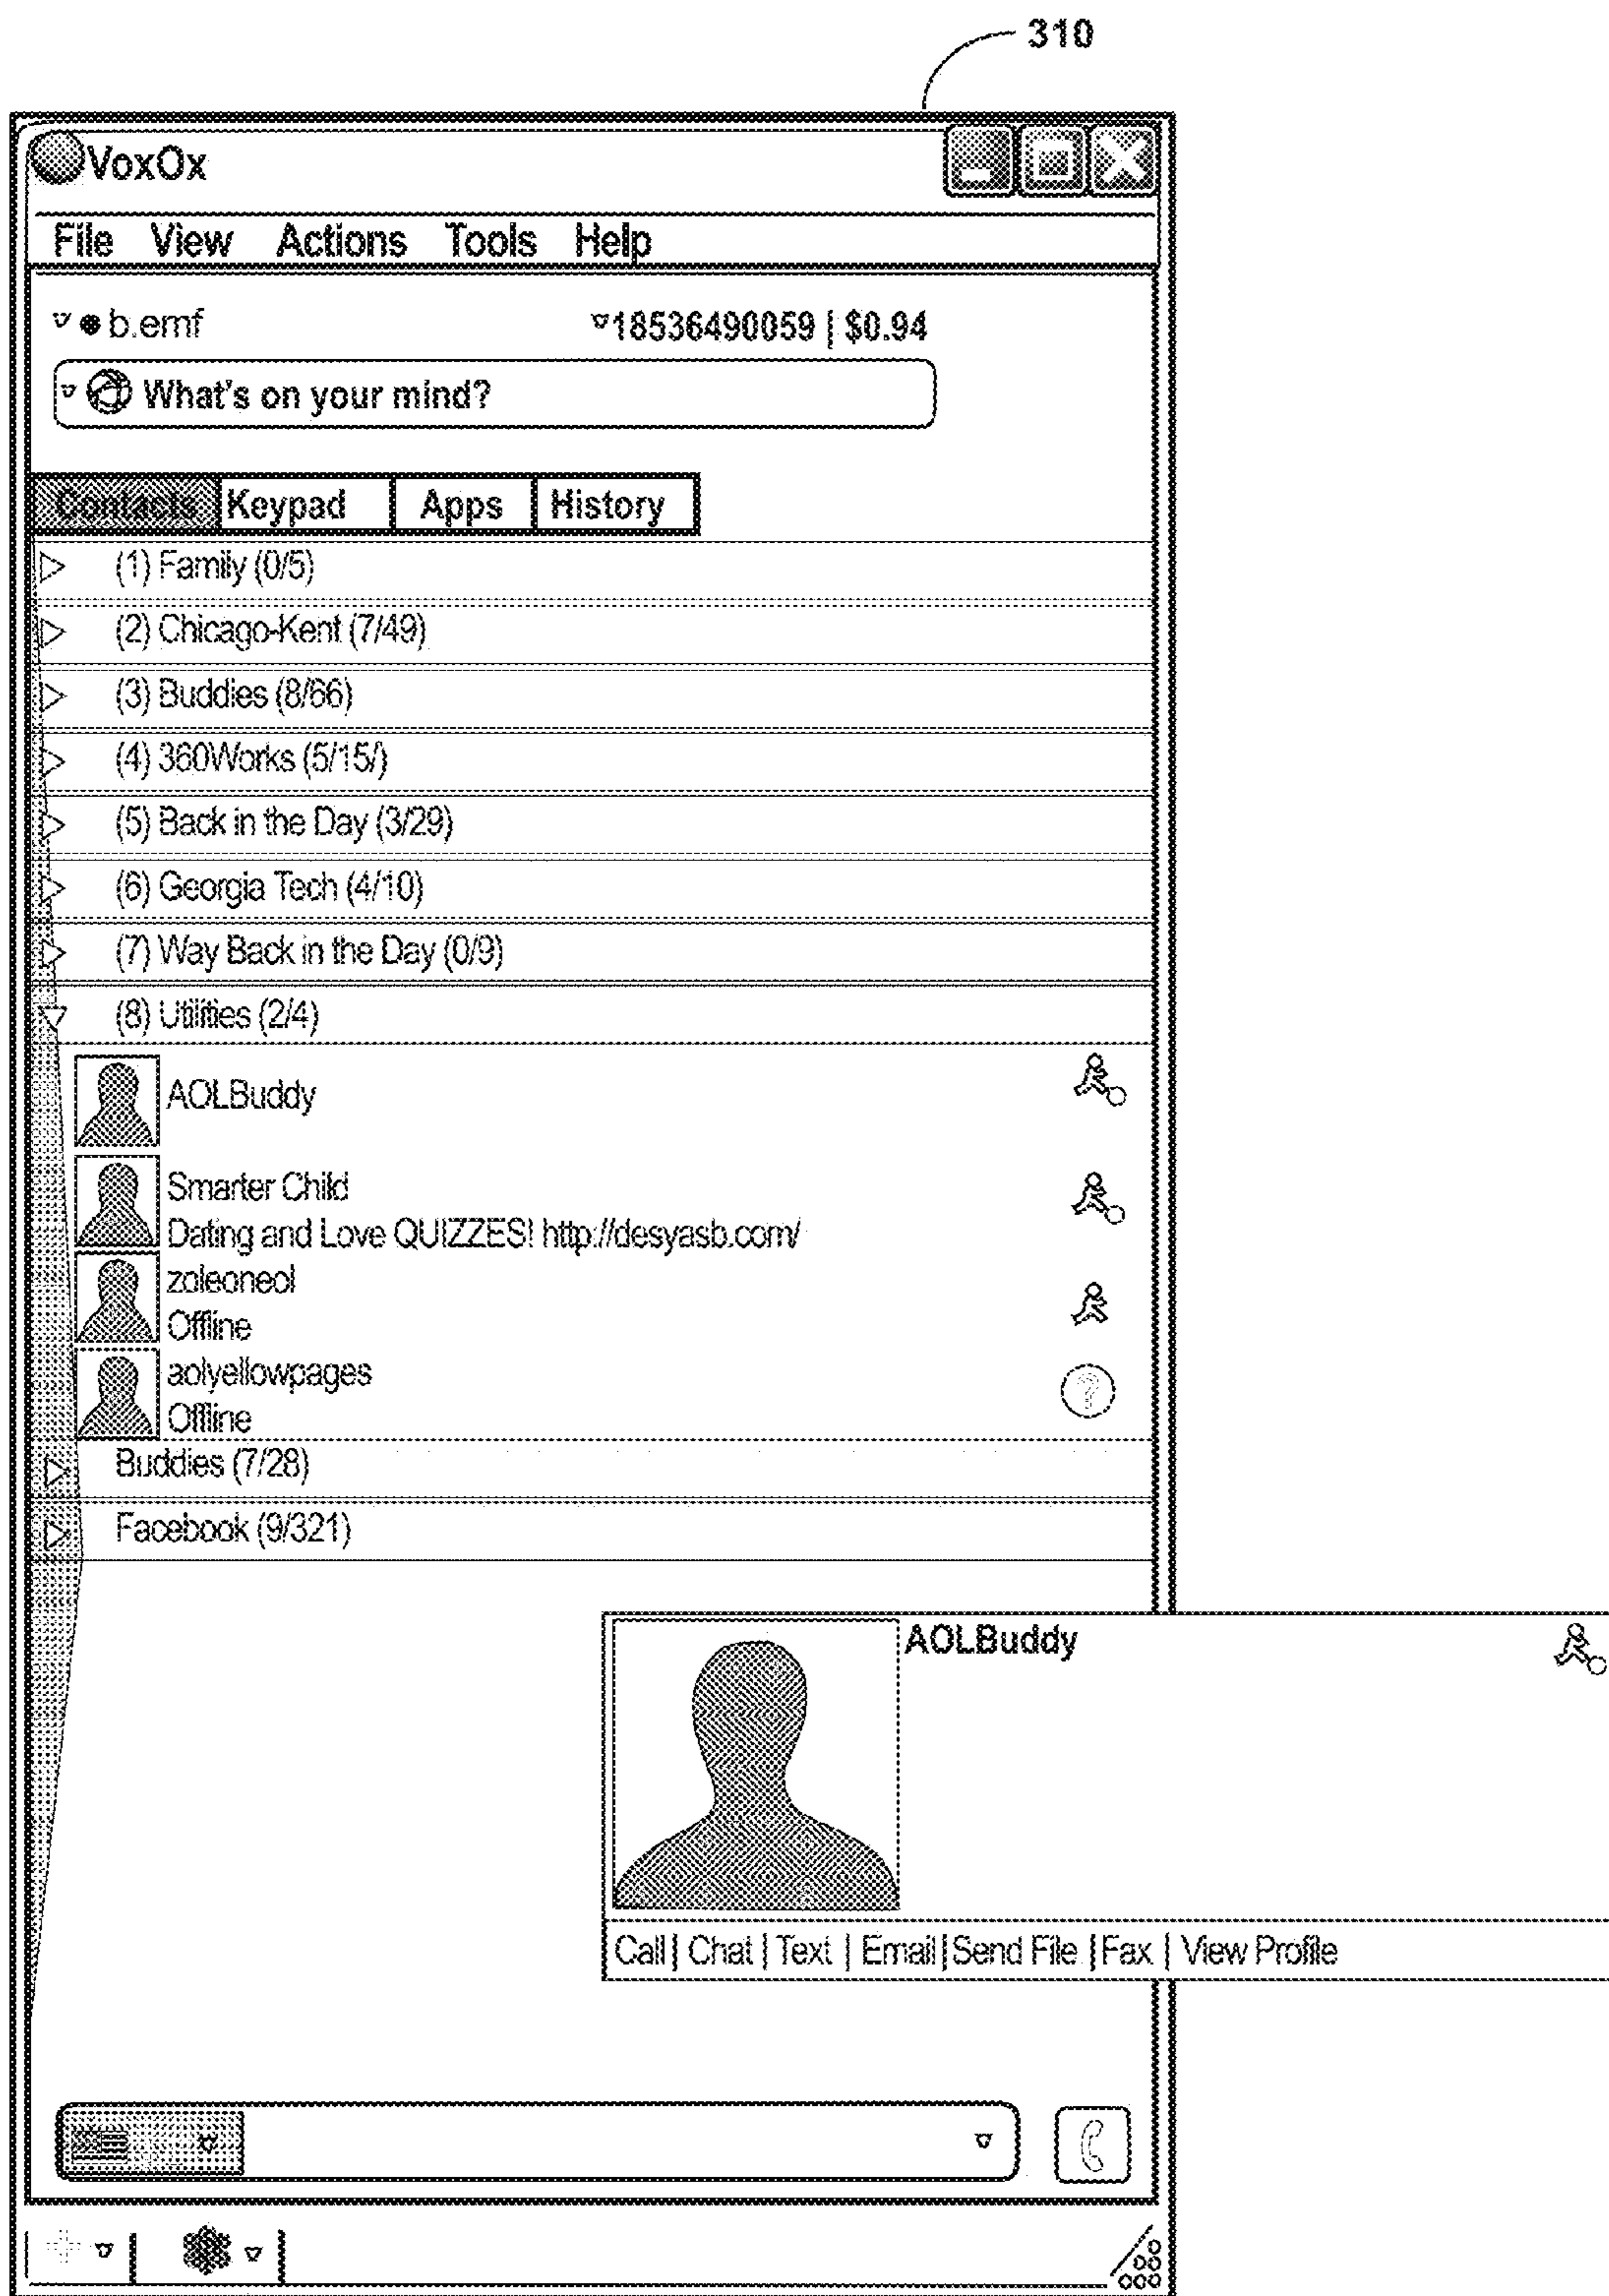 310
VoxOx
File View Actions Tools Help
b.emf 18536490059 | $0.94
What's on your mind?
Contacts Keypad Apps History
(1) Family (0/5)
(2) Chicago-Kent (7/49)
(3) Buddies (8/66)
(4) 360Works (5/15/)
(5) Back in the Day (3/29)
(6) Georgia Tech (4/10)
(7) Way Back in the Day (0/9)
(8) Utilities (2/4)
AOLBuddy
Smarter Child
Dating and Love QUIZZES! http://desyasb.com/
zoleoneol
Offline
aolyellowpages
Offline
?
Buddies (7/28)
Facebook (9/321)
AOLBuddy
Call | Chat | Text | Email | Send File | Fax | View Profile